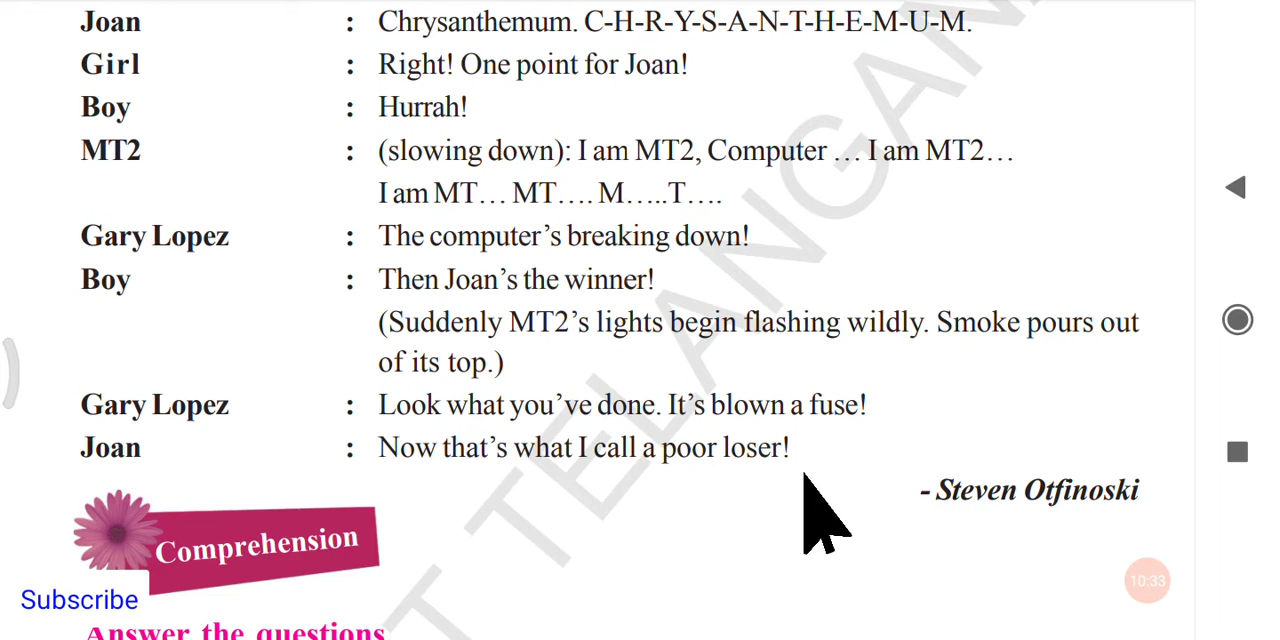 Joan : Chrysanthemum. C-H-R-Y-S-A-N-T-H-E-M-U-M.
Girl : Right! One point for Joan!
Boy : Hurrah!
MT2 : (slowing down): I am MT2, Computer … I am MT2…
I am MT… MT…. M…..T….
Gary Lopez : The computer’s breaking down!
Boy : Then Joan’s the winner!
(Suddenly MT2’s lights begin flashing wildly. Smoke pours out
of its top.)
Gary Lopez : Look what you’ve done. It’s blown a fuse!
Joan : Now that’s what I call a poor loser!
- Steven Otfinoski
Comprehension
10:33
Subscribe
Answer the questions
T TELANGAN